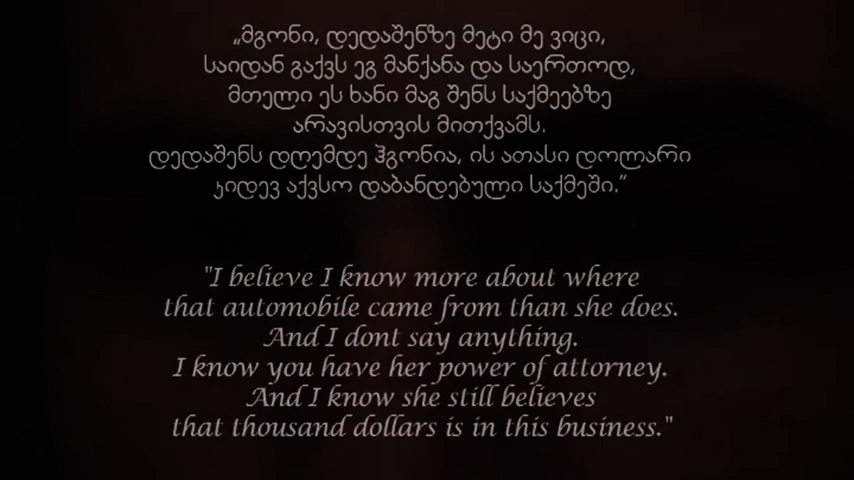 „მგონი, დედაშენზე მეტი მე ვიცი,
საიდან გაქვს ეგ მანქანა და საერთოდ,
მთელი ეს ხანი მაგ შენს საქმეებზე
არავისთვის მითქვამს.
დედაშენს დღემდე ჰგონია, ის ათასი დოლარი
კიდევ აქვსო დაბანდებული საქმეში.“
"I believe I know more about where
that automobile came from than she does.
And I dont say anything.
I know you have her power of attorney.
And I know she still believes
that thousand dollars is in this business."